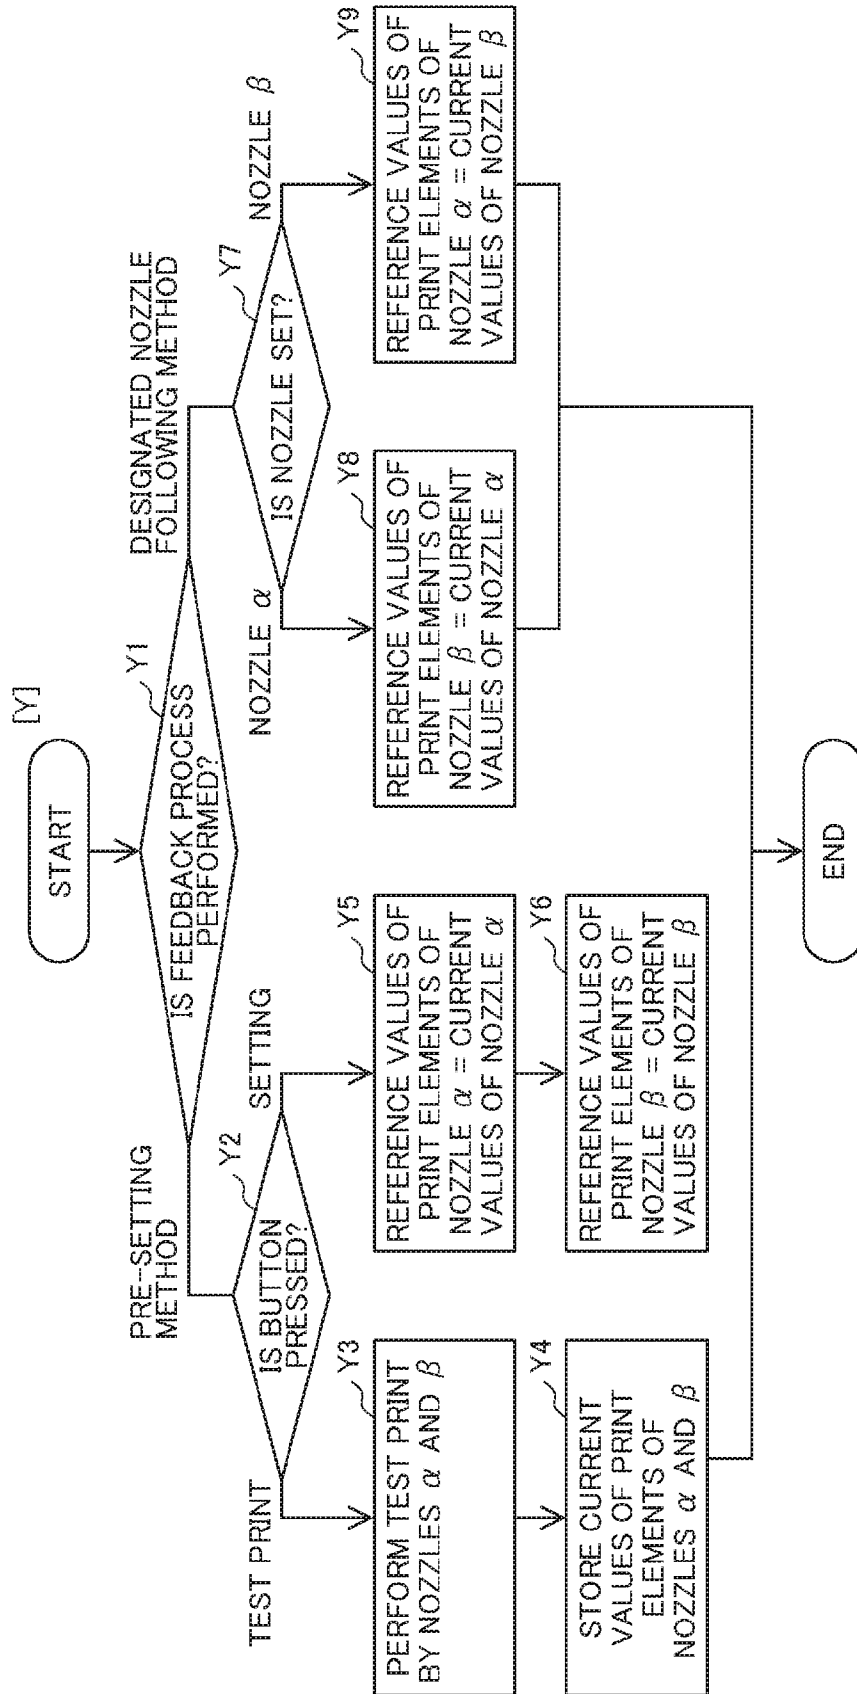 [Y]
START
Y1
IS FEEDBACK PROCESS
PERFORMED?
PRE-SETTING
METHOD
DESIGNATED NOZZLE
FOLLOWING METHOD
Y2
IS BUTTON
PRESSED?
TEST PRINT
SETTING
Y7
IS NOZZLE SET?
NOZZLE α
NOZZLE β
Y3
PERFORM TEST PRINT
BY NOZZLES α AND β
Y4
STORE CURRENT
VALUES OF PRINT
ELEMENTS OF
NOZZLES α AND β
Y5
REFERENCE VALUES OF
PRINT ELEMENTS OF
NOZZLE α = CURRENT
VALUES OF NOZZLE α
Y6
REFERENCE VALUES OF
PRINT ELEMENTS OF
NOZZLE β = CURRENT
VALUES OF NOZZLE β
Y8
REFERENCE VALUES OF
PRINT ELEMENTS OF
NOZZLE β = CURRENT
VALUES OF NOZZLE α
Y9
REFERENCE VALUES OF
PRINT ELEMENTS OF
NOZZLE α = CURRENT
VALUES OF NOZZLE β
END